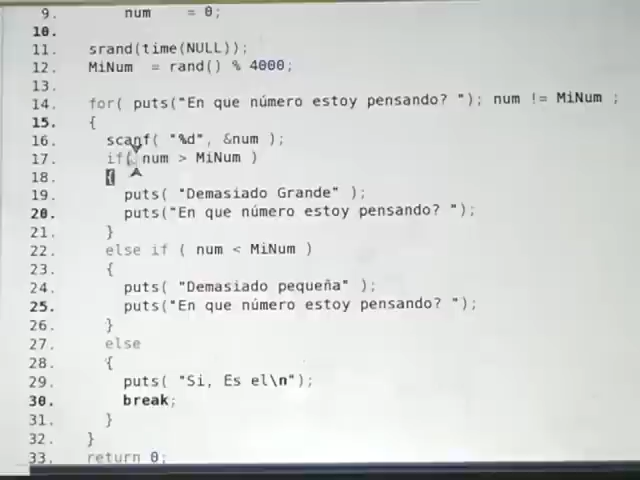 9. num = 0;
10.
11. srand(time(NULL));
12. MiNum = rand() % 4000;
13.
14. for( puts("En que número estoy pensando? "); num != MiNum ;
15. {
16. scanf( "%d", &num );
17. if( num > MiNum )
18. {
19. puts( "Demasiado Grande" );
20. puts("En que número estoy pensando? ");
21. }
22. else if ( num < MiNum )
23. {
24. puts( "Demasiado pequeña" );
25. puts("En que número estoy pensando? ");
26. }
27. else
28. {
29. puts( "Si, Es el\n");
30. break;
31. }
32. }
33. return 0;